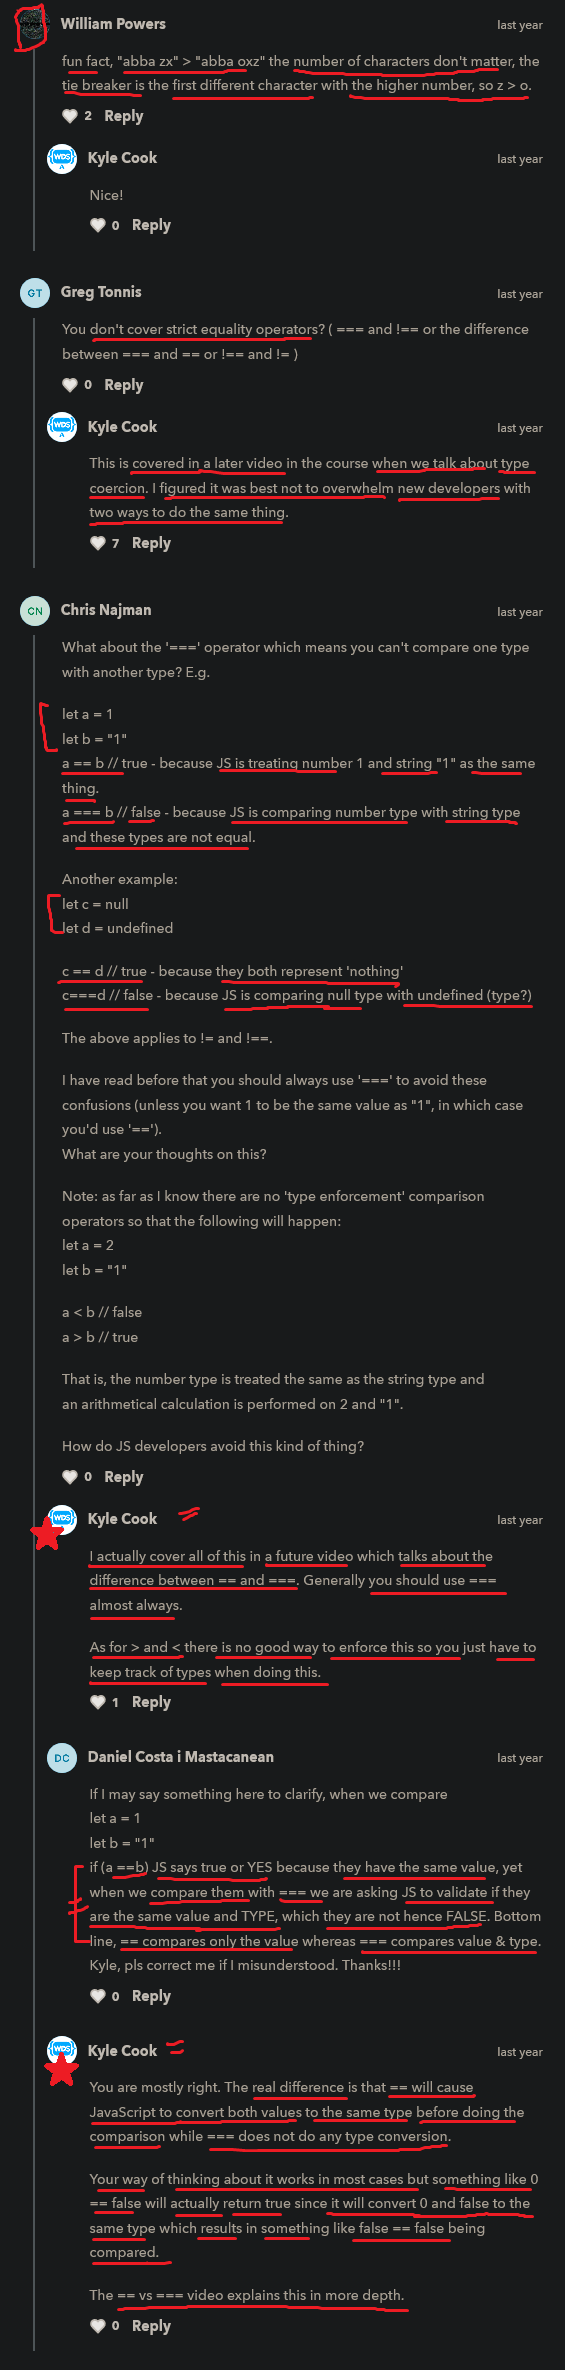 William Powers
last year
fun fact, "abba zx" > "abba oxz" the number of characters don't matter, the
tie breaker is the first different character with the higher number, so z > o.
2 Reply
WDS
Kyle Cook
last year
Nice!
0 Reply
GT
Greg Tonnis
last year
You don't cover strict equality operators? ( === and !== or the difference
between === and == or !== and != )
0 Reply
WDS
Kyle Cook
last year
This is covered in a later video in the course when we talk about type
coercion. I figured it was best not to overwhelm new developers with
two ways to do the same thing.
7 Reply
CN
Chris Najman
last year
What about the '===' operator which means you can't compare one type
with another type? E.g.
let a = 1
let b = "1"
a == b // true - because JS is treating number 1 and string "1" as the same
thing.
a === b // false - because JS is comparing number type with string type
and these types are not equal.
Another example:
let c = null
let d = undefined
c == d // true - because they both represent 'nothing'
c===d // false - because JS is comparing null type with undefined (type?)
The above applies to != and !==.
I have read before that you should always use '===' to avoid these
confusions (unless you want 1 to be the same value as "1", in which case
you'd use '==').
What are your thoughts on this?
Note: as far as I know there are no 'type enforcement' comparison
operators so that the following will happen:
let a = 2
let b = "1"
a < b // false
a > b // true
That is, the number type is treated the same as the string type and
an arithmetical calculation is performed on 2 and "1".
How do JS developers avoid this kind of thing?
0 Reply
WDS
Kyle Cook
last year
I actually cover all of this in a future video which talks about the
difference between == and ===. Generally you should use ===
almost always.
As for > and < there is no good way to enforce this so you just have to
keep track of types when doing this.
1 Reply
DC
Daniel Costa i Mastacanean
last year
If I may say something here to clarify, when we compare
let a = 1
let b = "1"
if (a ==b) JS says true or YES because they have the same value, yet
when we compare them with === we are asking JS to validate if they
are the same value and TYPE, which they are not hence FALSE. Bottom
line, == compares only the value whereas === compares value & type.
Kyle, pls correct me if I misunderstood. Thanks!!!
0 Reply
WDS
Kyle Cook
last year
You are mostly right. The real difference is that == will cause
JavaScript to convert both values to the same type before doing the
comparison while === does not do any type conversion.
Your way of thinking about it works in most cases but something like 0
== false will actually return true since it will convert 0 and false to the
same type which results in something like false == false being
compared.
The == vs === video explains this in more depth.
0 Reply